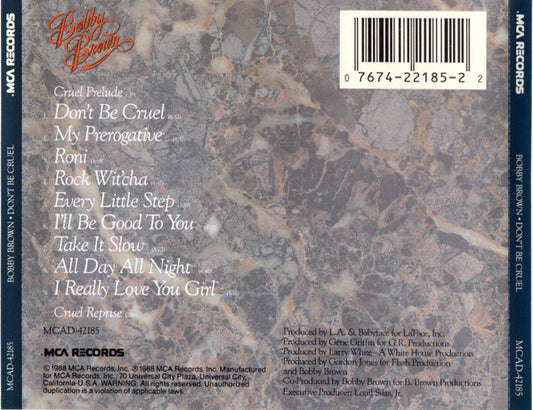 Bobby
Brown
Cruel Prelude
Don't Be Cruel
My Prerogative
Roni
Rock Wit'cha
Every Little Step
I'll Be Good To You
Take It Slow
All Day All Night
I Really Love You Girl
Cruel Reprise
MCAD-42185
MCA RECORDS
℗ 1988 MCA Records, Inc. © 1988 MCA Records, Inc. Manufactured
for MCA Records, Inc., 70 Universal City Plaza, Universal City,
California-U.S.A. WARNING: All rights reserved. Unauthorized
duplication is a violation of applicable laws.
0 7674-22185-2 2
Produced by L.A. & Babyface for LaFace, Inc.
Produced by Gene Griffin for G.R. Productions
Produced by Larry White–A White House Production
Produced by Gordon Jones for Flash Production
and Bobby Brown
Co-Produced by Bobby Brown for B. Brown Productions
Executive Producer: Louil Silas, Jr.
MCA RECORDS
BOBBY BROWN • DON'T BE CRUEL
MCAD-42185
MCA RECORDS
BOBBY BROWN • DON'T BE CRUEL
MCAD-42185